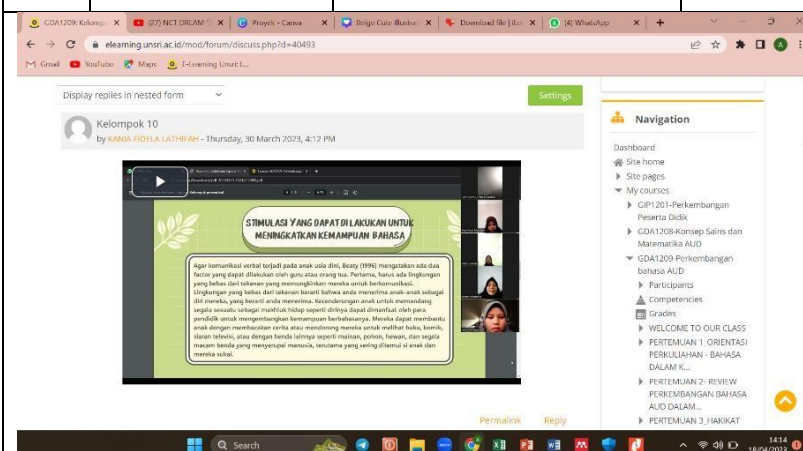 GDA1209: Kelompo
(27) NCT DREAM
Proyek - Canva
Beige Cute Illustrat
Download file | iLo
(4) WhatsApp
elearning.unsri.ac.id/mod/forum/discuss.php?d=40493
Gmail YouTube Maps E-Learning Unsri: L...
Display replies in nested form
Settings
Kelompok 10
by KANIA FIDELA LATHIFAH - Thursday, 30 March 2023, 4:12 PM
STIMULASI YANG DAPAT DI LAKUKAN UNTUK
MENINGKATKAN KEMAMPUAN BAHASA
Agar komunikasi verbal terjadi pada anak usia dini, Beaty (1996) mengatakan ada dua
factor yang dapat dilakukan oleh guru atau orang tua. Pertama, harus ada lingkungan
yang bebas dari tekanan yang memungkinkan mereka untuk berkomunikasi.
Lingkungan yang bebas dari tekanan berarti bahwa anda menerima anak-anak sebagai
diri mereka, yang berarti anda menerima. Kecenderungan anak untuk memandang
segala sesuatu sebagai makhluk hidup seperti dirinya dapat dimanfaat oleh para
pendidik untuk mengembangkan kemampuan berbahasanya. Mereka dapat membantu
anak dengan membacakan cerita atau mendorong mereka untuk melihat buku, komik,
siaran televisi, atau dengan benda lainnya seperti mainan, pohon, hewan, dan segala
macam benda yang menyerupai manusia, terutama yang sering ditemui si anak dan
mereka sukai.
Permalink Reply
Navigation
Dashboard
Site home
Site pages
My courses
GIP1201-Perkembangan
Peserta Didik
GDA1208-Konsep Sains dan
Matematika AUD
GDA1209-Perkembangan
bahasa AUD
Participants
Competencies
Grades
WELCOME TO OUR CLASS
PERTEMUAN 1_ORIENTASI
PERKULIAHAN - BAHASA
DALAM K...
PERTEMUAN 2- REVIEW
PERKEMBANGAN BAHASA
AUD DALAM...
PERTEMUAN 3_HAKIKAT
Search
14:14
18/04/2023